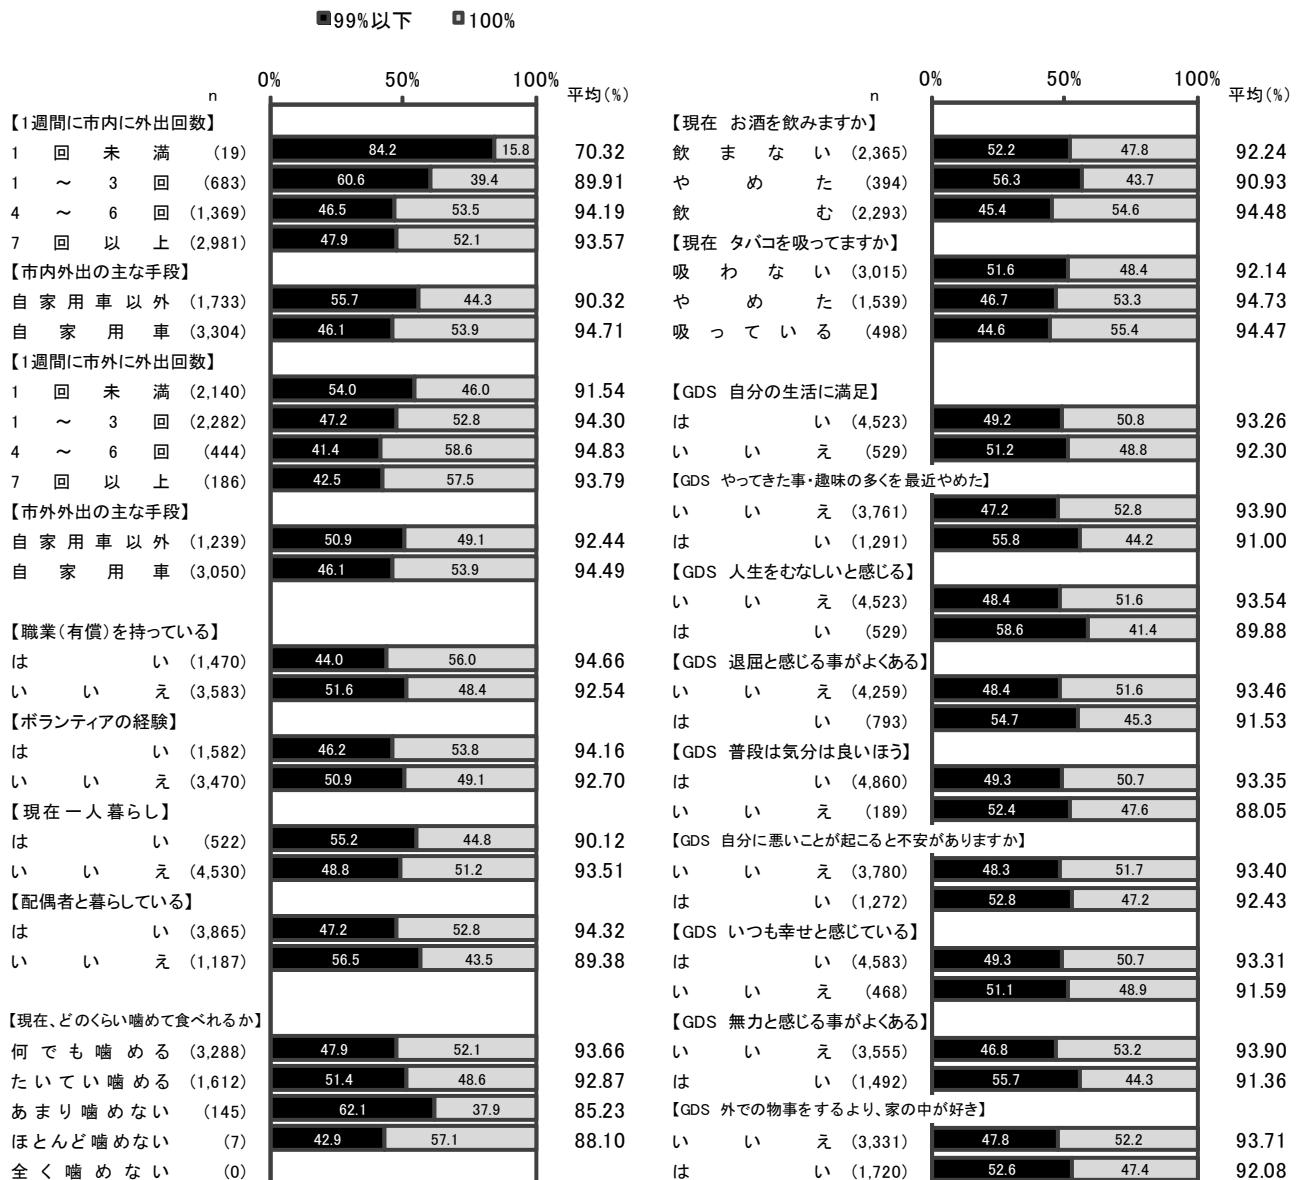 99%以下 100%
0% 50% 100%
n 平均(%)
【1週間に市内に外出回数】
1回未満 (19) 84.2 15.8 70.32
1～3回 (683) 60.6 39.4 89.91
4～6回 (1,369) 46.5 53.5 94.19
7回以上 (2,981) 47.9 52.1 93.57
【市内外出の主な手段】
自家用車以外 (1,733) 55.7 44.3 90.32
自家用車 (3,304) 46.1 53.9 94.71
【1週間に市外に外出回数】
1回未満 (2,140) 54.0 46.0 91.54
1～3回 (2,282) 47.2 52.8 94.30
4～6回 (444) 41.4 58.6 94.83
7回以上 (186) 42.5 57.5 93.79
【市外外出の主な手段】
自家用車以外 (1,239) 50.9 49.1 92.44
自家用車 (3,050) 46.1 53.9 94.49
【職業(有償)を持っている】
はい (1,470) 44.0 56.0 94.66
いいえ (3,583) 51.6 48.4 92.54
【ボランティアの経験】
はい (1,582) 46.2 53.8 94.16
いいえ (3,470) 50.9 49.1 92.70
【現在一人暮らし】
はい (522) 55.2 44.8 90.12
いいえ (4,530) 48.8 51.2 93.51
【配偶者と暮らしている】
はい (3,865) 47.2 52.8 94.32
いいえ (1,187) 56.5 43.5 89.38
【現在、どのくらい噛めて食べれるか】
何でも噛める (3,288) 47.9 52.1 93.66
たいてい噛める (1,612) 51.4 48.6 92.87
あまり噛めない (145) 62.1 37.9 85.23
ほとんど噛めない (7) 42.9 57.1 88.10
全く噛めない (0)
0% 50% 100%
n 平均(%)
【現在 お酒を飲みますか】
飲まない (2,365) 52.2 47.8 92.24
やめた (394) 56.3 43.7 90.93
飲む (2,293) 45.4 54.6 94.48
【現在 タバコを吸ってますか】
吸わない (3,015) 51.6 48.4 92.14
やめた (1,539) 46.7 53.3 94.73
吸っている (498) 44.6 55.4 94.47
【GDS 自分の生活に満足】
はい (4,523) 49.2 50.8 93.26
いいえ (529) 51.2 48.8 92.30
【GDS やってきた事・趣味の多くを最近やめた】
いいえ (3,761) 47.2 52.8 93.90
はい (1,291) 55.8 44.2 91.00
【GDS 人生をむなしいと感じる】
いいえ (4,523) 48.4 51.6 93.54
はい (529) 58.6 41.4 89.88
【GDS 退屈と感じる事がよくある】
いいえ (4,259) 48.4 51.6 93.46
はい (793) 54.7 45.3 91.53
【GDS 普段は気分は良いほう】
はい (4,860) 49.3 50.7 93.35
いいえ (189) 52.4 47.6 88.05
【GDS 自分に悪いことが起こると不安がありますか】
いいえ (3,780) 48.3 51.7 93.40
はい (1,272) 52.8 47.2 92.43
【GDS いつも幸せと感じている】
はい (4,583) 49.3 50.7 93.31
いいえ (468) 51.1 48.9 91.59
【GDS 無力と感じる事がよくある】
いいえ (3,555) 46.8 53.2 93.90
はい (1,492) 55.7 44.3 91.36
【GDS 外での物事をするより、家の中が好き】
いいえ (3,331) 47.8 52.2 93.71
はい (1,720) 52.6 47.4 92.08